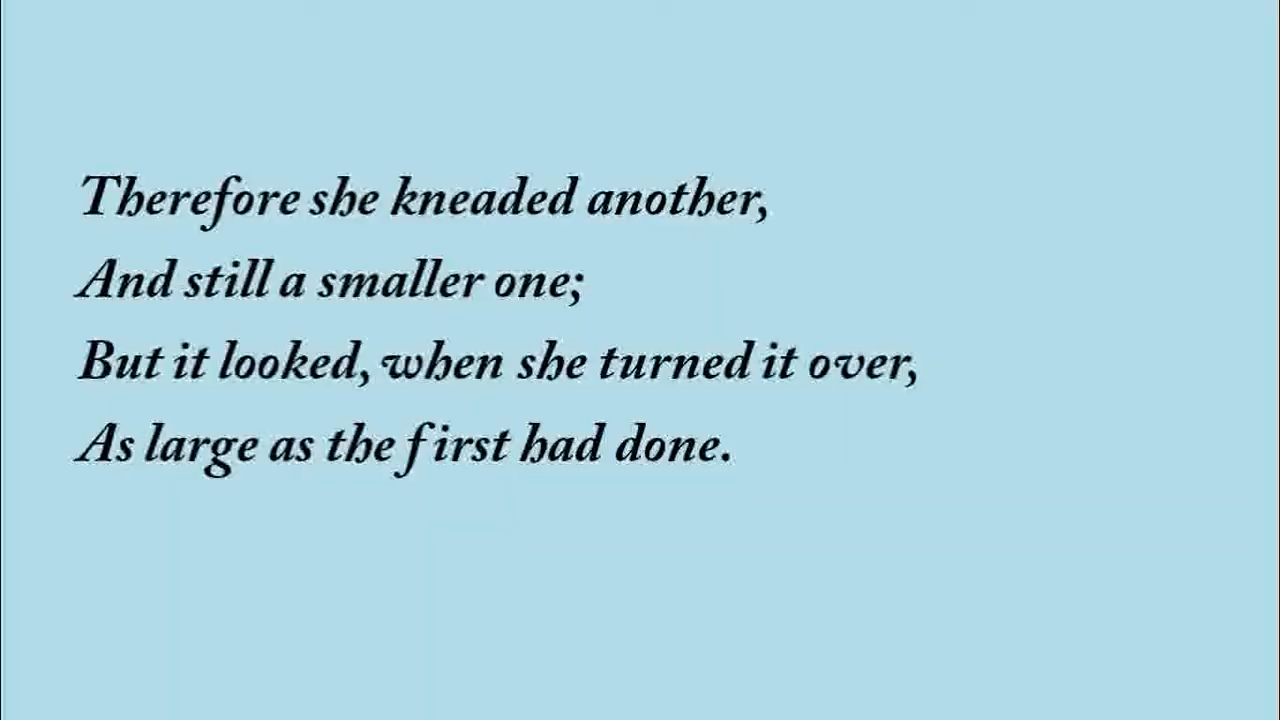 Therefore she kneaded another,
And still a smaller one;
But it looked, when she turned it over,
As large as the first had done.